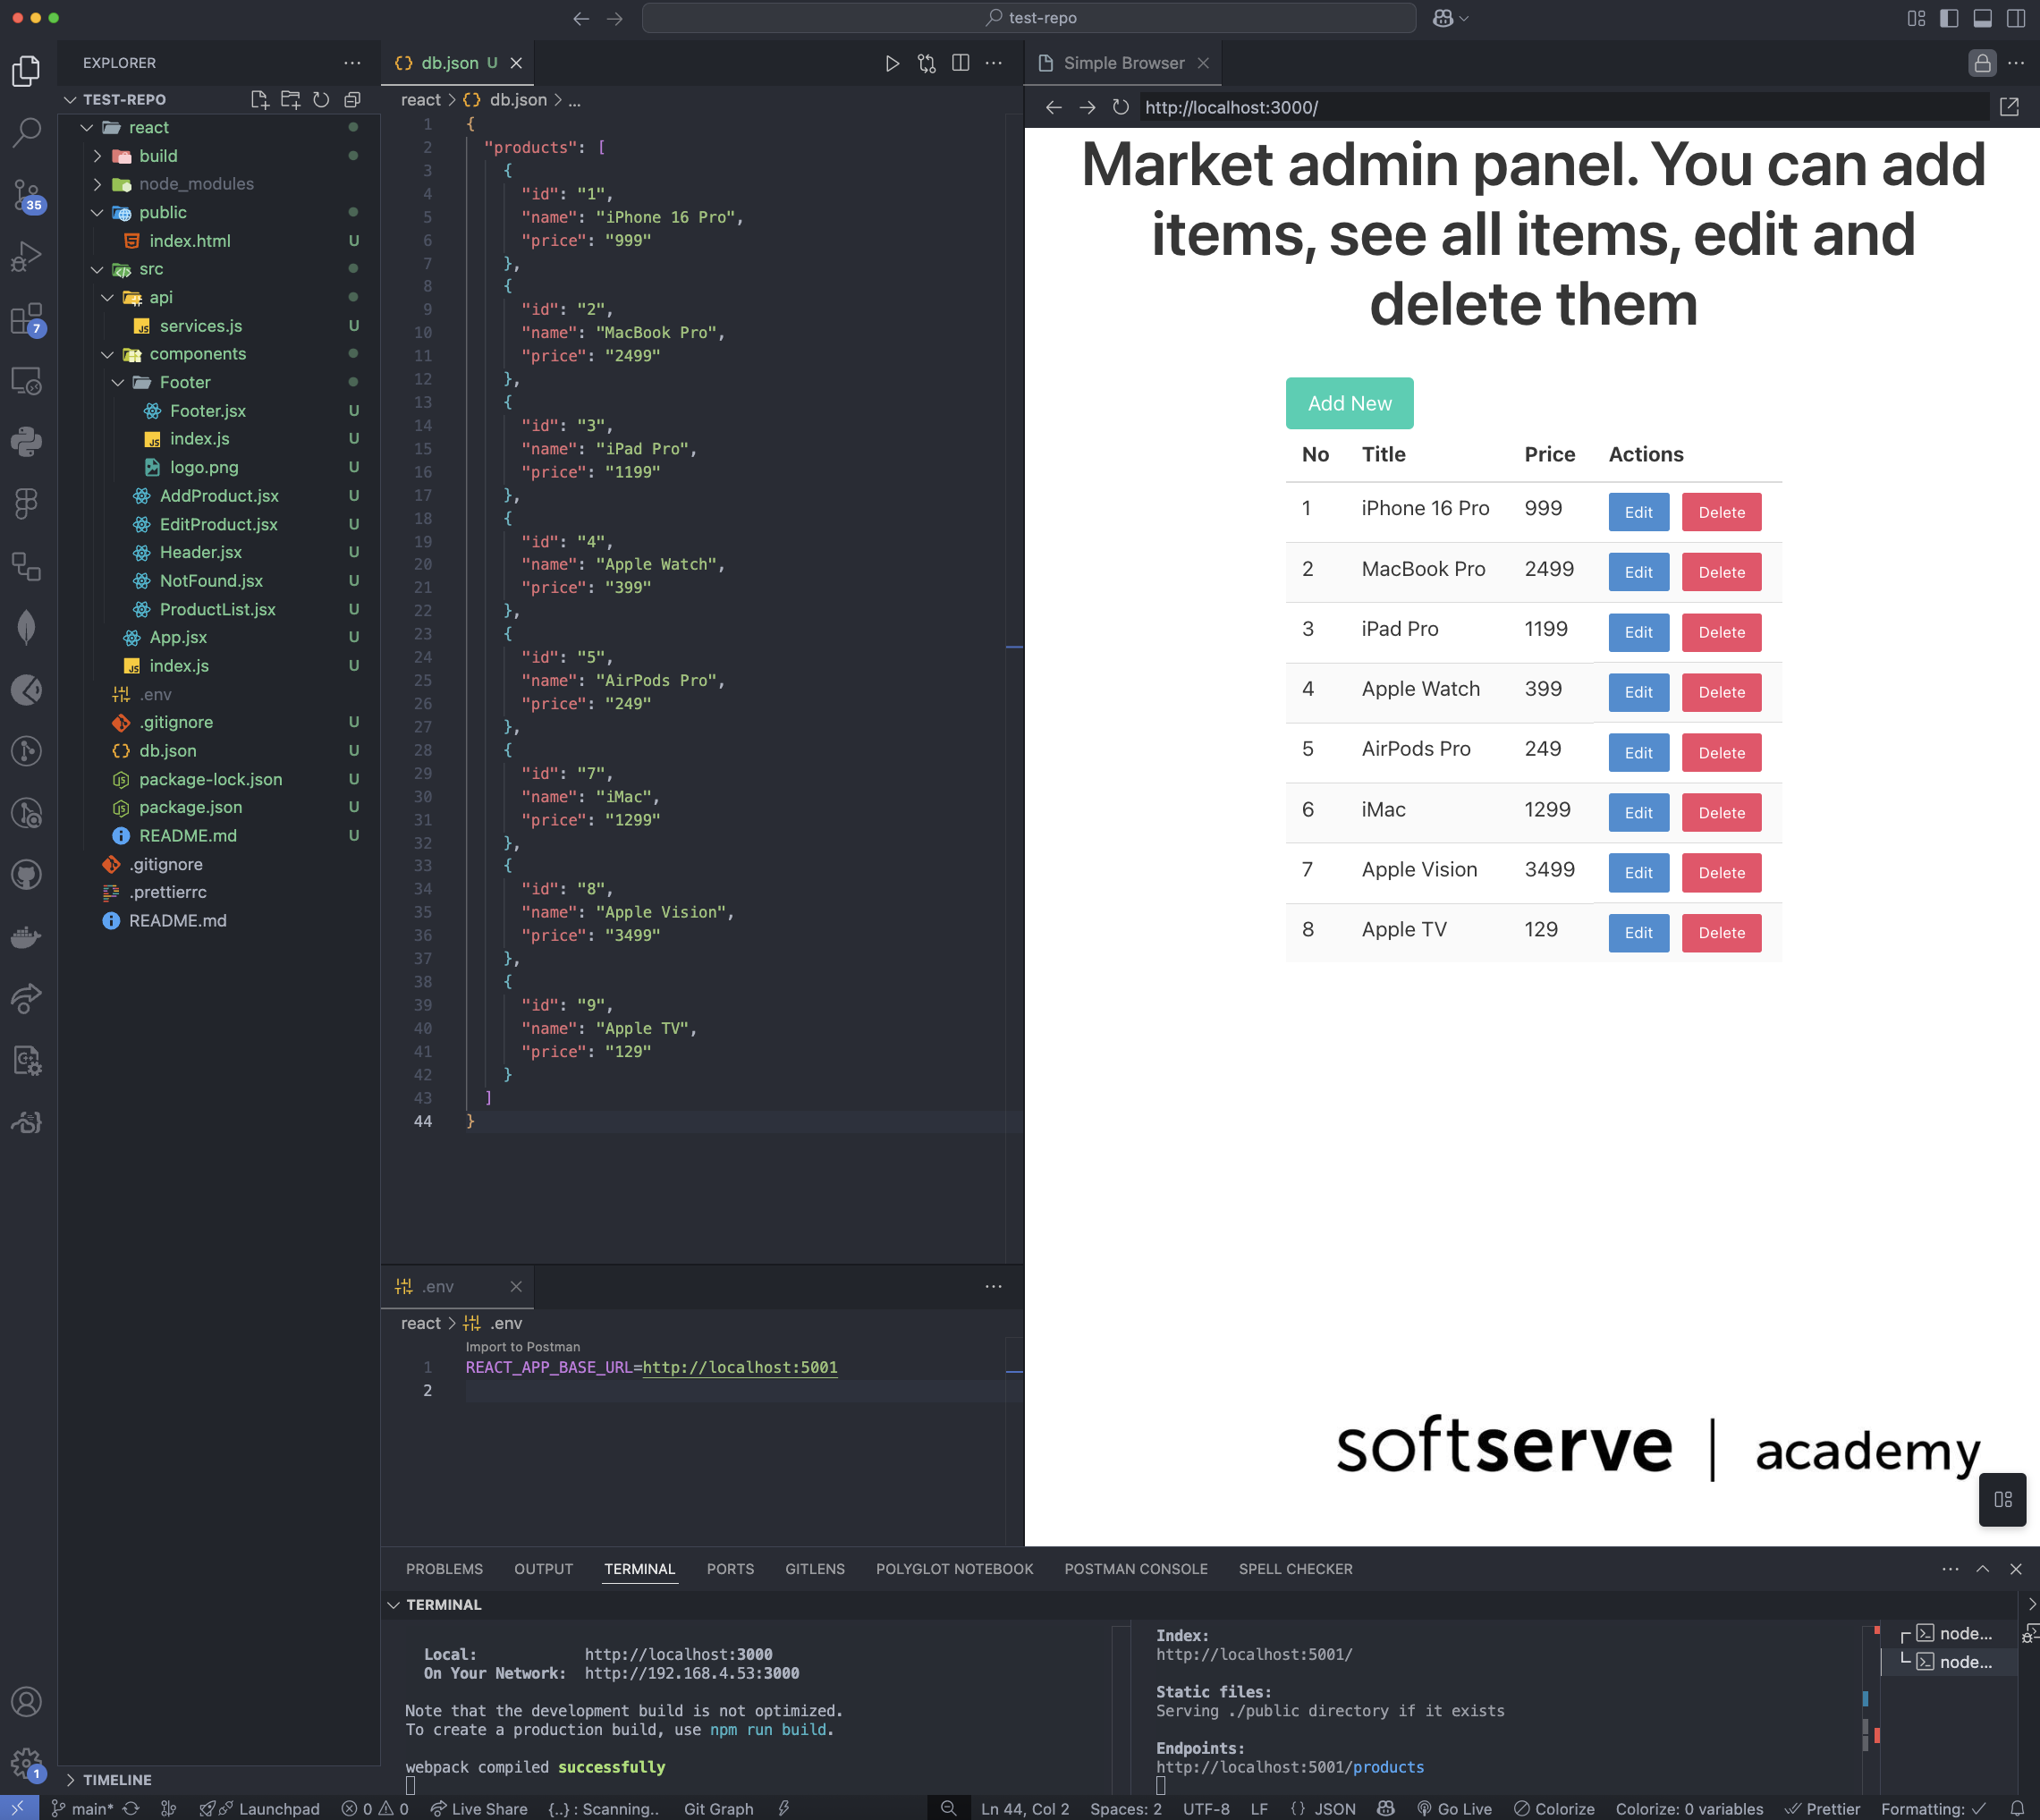 test-repo
EXPLORER
TEST-REPO
react
build
node_modules
public
index.html U
src
api
services.js U
components
Footer
Footer.jsx U
index.js U
logo.png U
AddProduct.jsx U
EditProduct.jsx U
Header.jsx U
NotFound.jsx U
ProductList.jsx U
App.jsx U
index.js U
.env
.gitignore U
db.json U
package-lock.json U
package.json U
README.md U
.gitignore
.prettierrc
README.md
TIMELINE
35
7
1
db.json U
react > db.json > ...
1 {
2 "products": [
3 {
4 "id": "1",
5 "name": "iPhone 16 Pro",
6 "price": "999"
7 },
8 {
9 "id": "2",
10 "name": "MacBook Pro",
11 "price": "2499"
12 },
13 {
14 "id": "3",
15 "name": "iPad Pro",
16 "price": "1199"
17 },
18 {
19 "id": "4",
20 "name": "Apple Watch",
21 "price": "399"
22 },
23 {
24 "id": "5",
25 "name": "AirPods Pro",
26 "price": "249"
27 },
28 {
29 "id": "7",
30 "name": "iMac",
31 "price": "1299"
32 },
33 {
34 "id": "8",
35 "name": "Apple Vision",
36 "price": "3499"
37 },
38 {
39 "id": "9",
40 "name": "Apple TV",
41 "price": "129"
42 }
43 ]
44 }
.env
react > .env
Import to Postman
1 REACT_APP_BASE_URL=http://localhost:5001
2
Simple Browser
http://localhost:3000/
Market admin panel. You can add
items, see all items, edit and
delete them
Add New
No Title Price Actions
1 iPhone 16 Pro 999 Edit Delete
2 MacBook Pro 2499 Edit Delete
3 iPad Pro 1199 Edit Delete
4 Apple Watch 399 Edit Delete
5 AirPods Pro 249 Edit Delete
6 iMac 1299 Edit Delete
7 Apple Vision 3499 Edit Delete
8 Apple TV 129 Edit Delete
softserve | academy
PROBLEMS OUTPUT TERMINAL PORTS GITLENS POLYGLOT NOTEBOOK POSTMAN CONSOLE SPELL CHECKER
TERMINAL
Local: http://localhost:3000
On Your Network: http://192.168.4.53:3000
Note that the development build is not optimized.
To create a production build, use npm run build.
webpack compiled successfully
Index:
http://localhost:5001/
Static files:
Serving ./public directory if it exists
Endpoints:
http://localhost:5001/products
node...
node...
main* Launchpad 0 0 Live Share {..} : Scanning.. Git Graph Ln 44, Col 2 Spaces: 2 UTF-8 LF {} JSON Go Live Colorize Colorize: 0 variables Prettier Formatting: ✓